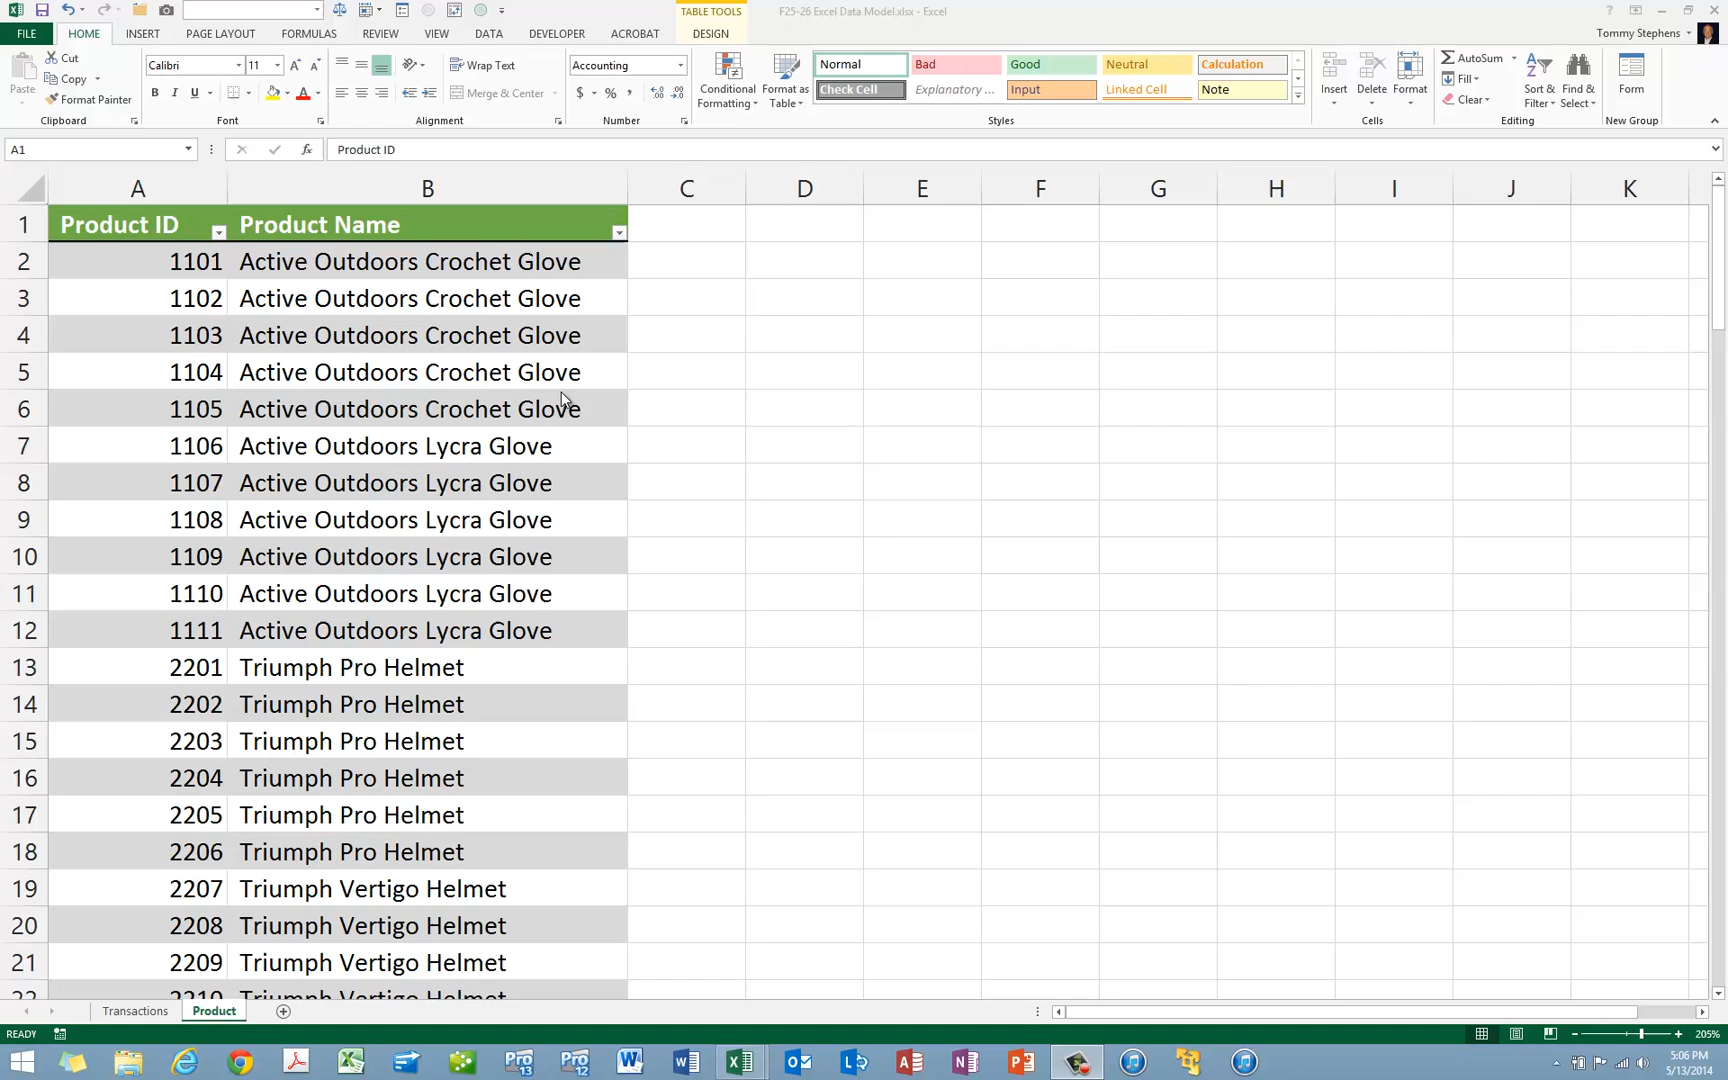 TABLE TOOLS
F25-26 Excel Data Model.xlsx - Excel
FILE HOME INSERT PAGE LAYOUT FORMULAS REVIEW VIEW DATA DEVELOPER ACROBAT DESIGN
Tommy Stephens
Paste
Cut
Copy
Format Painter
Clipboard
Calibri 11
B I U
Font
Wrap Text
Merge & Center
Alignment
Accounting
$ % ,
Number
Conditional Formatting
Format as Table
Normal Bad Good Neutral Calculation
Check Cell Explanatory ... Input Linked Cell Note
Styles
Insert Delete Format
Cells
AutoSum
Fill
Clear
Sort & Filter
Find & Select
Editing
Form
New Group
A1 fx Product ID
A B C D E F G H I J K
1 Product ID Product Name
2 1101 Active Outdoors Crochet Glove
3 1102 Active Outdoors Crochet Glove
4 1103 Active Outdoors Crochet Glove
5 1104 Active Outdoors Crochet Glove
6 1105 Active Outdoors Crochet Glove
7 1106 Active Outdoors Lycra Glove
8 1107 Active Outdoors Lycra Glove
9 1108 Active Outdoors Lycra Glove
10 1109 Active Outdoors Lycra Glove
11 1110 Active Outdoors Lycra Glove
12 1111 Active Outdoors Lycra Glove
13 2201 Triumph Pro Helmet
14 2202 Triumph Pro Helmet
15 2203 Triumph Pro Helmet
16 2204 Triumph Pro Helmet
17 2205 Triumph Pro Helmet
18 2206 Triumph Pro Helmet
19 2207 Triumph Vertigo Helmet
20 2208 Triumph Vertigo Helmet
21 2209 Triumph Vertigo Helmet
22 2210 Triumph Vertigo Helmet
Transactions Product
READY 205%
5:06 PM
5/13/2014